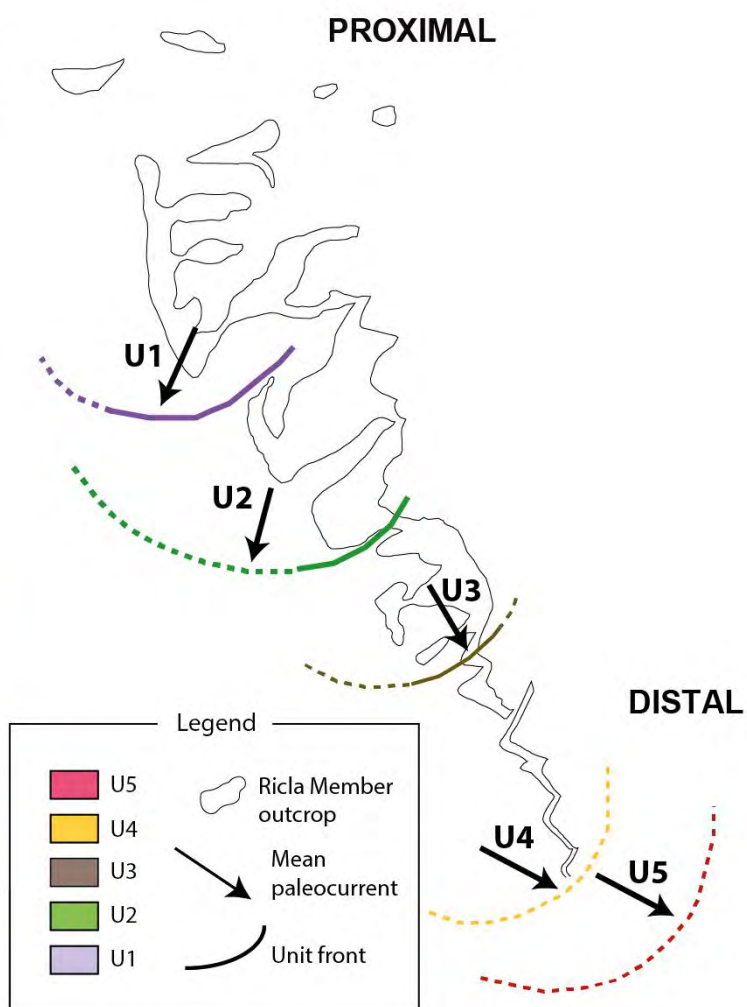 PROXIMAL
U1
U2
U3
DISTAL
U4
U5
Legend
U5
U4
U3
U2
U1
Ricla Member
outcrop
Mean
paleocurrent
Unit front